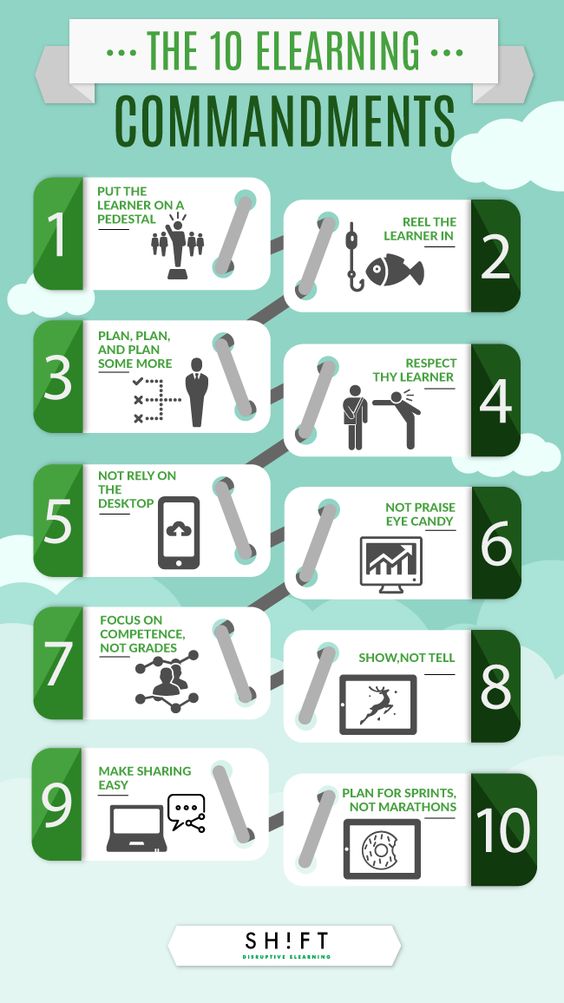 THE 10 ELEARNING
COMMANDMENTS
1
PUT THE
LEARNER ON A
PEDESTAL
2
REEL THE
LEARNER IN
3
PLAN, PLAN,
AND PLAN
SOME MORE
4
RESPECT
THY LEARNER
5
NOT RELY ON
THE
DESKTOP
6
NOT PRAISE
EYE CANDY
7
FOCUS ON
COMPETENCE,
NOT GRADES
8
SHOW,NOT TELL
9
MAKE SHARING
EASY
10
PLAN FOR SPRINTS,
NOT MARATHONS
SH!FT
DISRUPTIVE ELEARNING